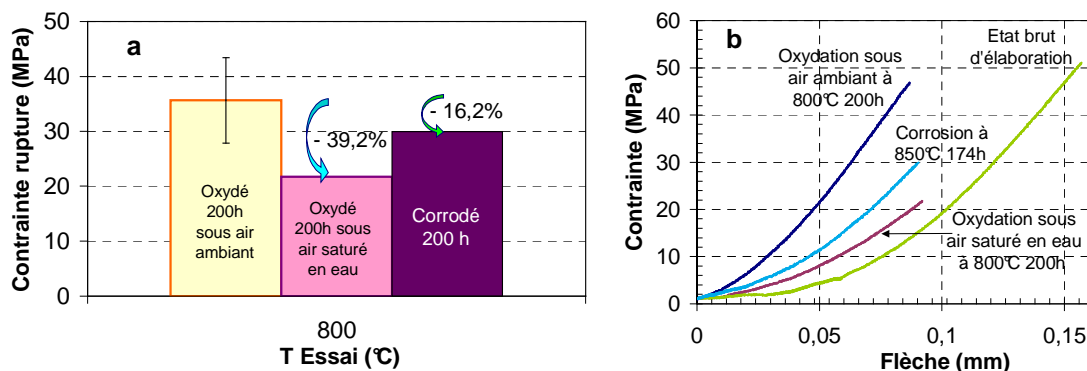 Contrainte rupture (MPa)
50
40
30
20
10
0
a
- 39,2%
- 16,2%
Oxydé
200h
sous air
ambiant
Oxydé
200h sous
air saturé
en eau
Corrodé
200 h
800
T Essai (°C)
Contrainte (MPa)
60
50
40
30
20
10
0
b
Oxydation sous
air ambiant à
800°C 200h
Etat brut
d'élaboration
Corrosion à
850°C 174h
Oxydation sous
air saturé en eau
à 800°C 200h
0
0,05
0,1
0,15
Flèche (mm)